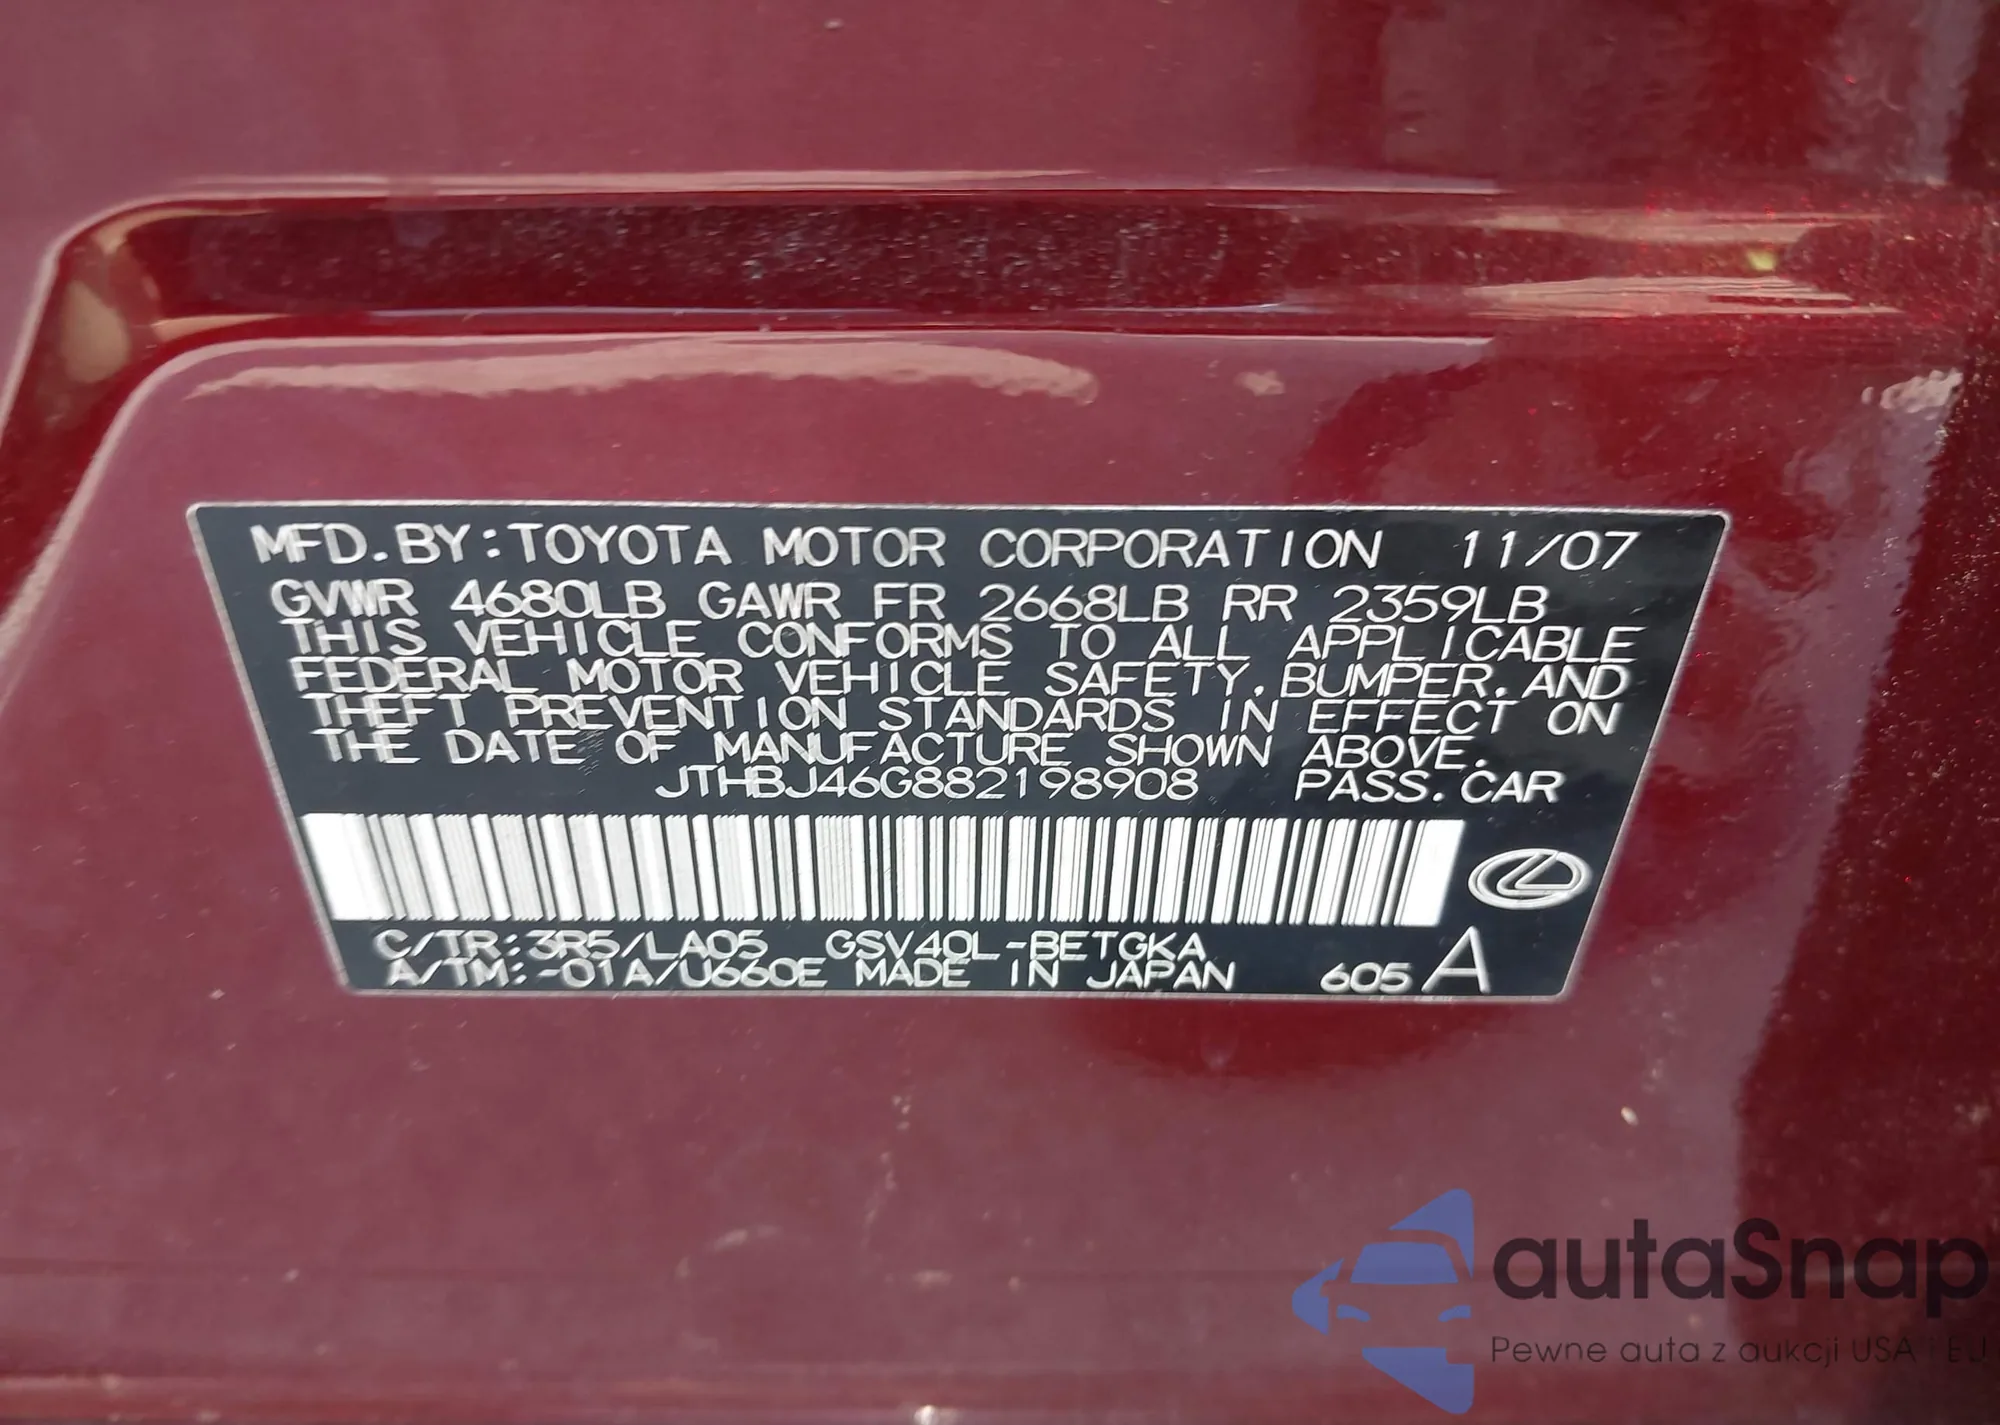 MFD. BY: TOYOTA MOTOR CORPORATION 11/07
GVWR 4680LB GAWR FR 2668LB RR 2359LB
THIS VEHICLE CONFORMS TO ALL APPLICABLE
FEDERAL MOTOR VEHICLE SAFETY, BUMPER, AND
THEFT PREVENTION STANDARDS IN EFFECT ON
THE DATE OF MANUFACTURE SHOWN ABOVE.
JTHBJ46G882198908 PASS. CAR
C/TR: 3R5/LA05 GSV40L-BETGKA
A/TM: -01A/U660E MADE IN JAPAN 605 A
autaSnap
Pewne auta z aukcji USA i EU